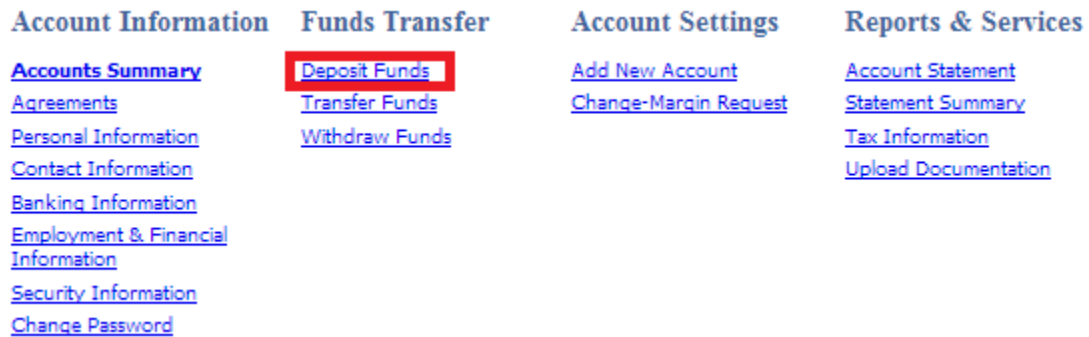 Account Information
Accounts Summary
Agreements
Personal Information
Contact Information
Banking Information
Employment & Financial
Information
Security Information
Change Password
Funds Transfer
Deposit Funds
Transfer Funds
Withdraw Funds
Account Settings
Add New Account
Change-Margin Request
Reports & Services
Account Statement
Statement Summary
Tax Information
Upload Documentation